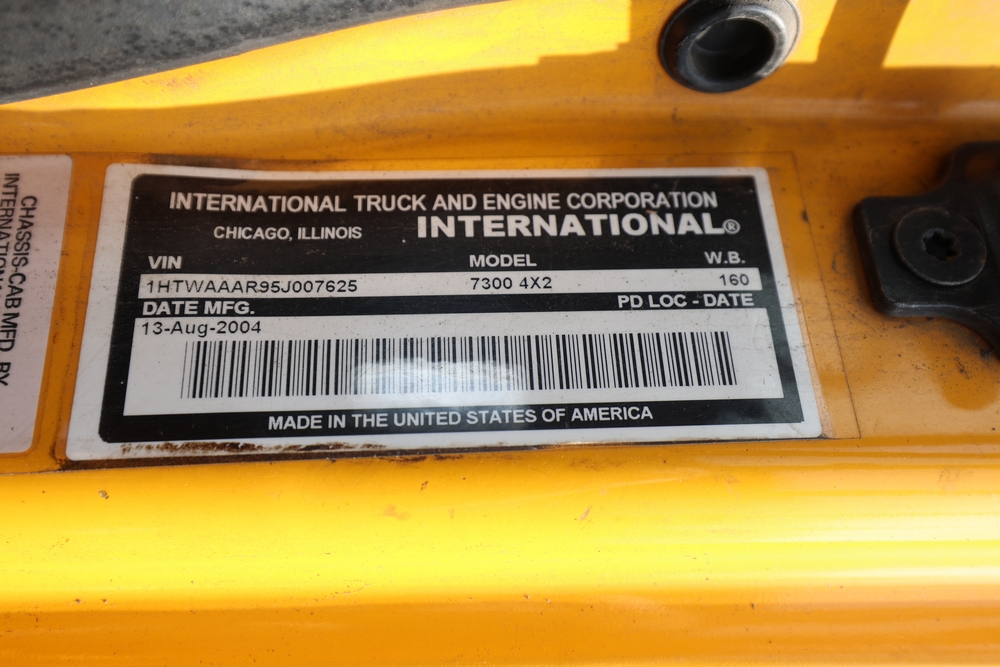 INTERNATIONAL TRUCK AND ENGINE CORPORATION
CHICAGO, ILLINOIS INTERNATIONAL®
VIN MODEL W.B.
1HTWAAAR95J007625 7300 4X2 160
DATE MFG. PD LOC - DATE
13-Aug-2004
MADE IN THE UNITED STATES OF AMERICA
CHASSIS-CAB MFD. BY